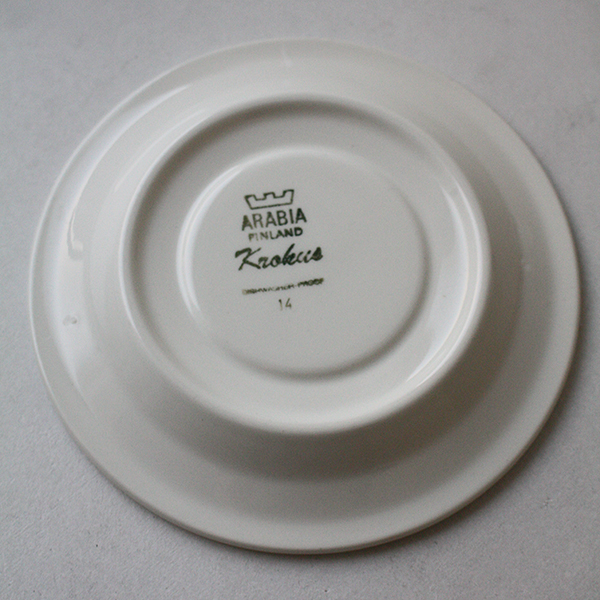 ARABIA
FINLAND
Krokus
14